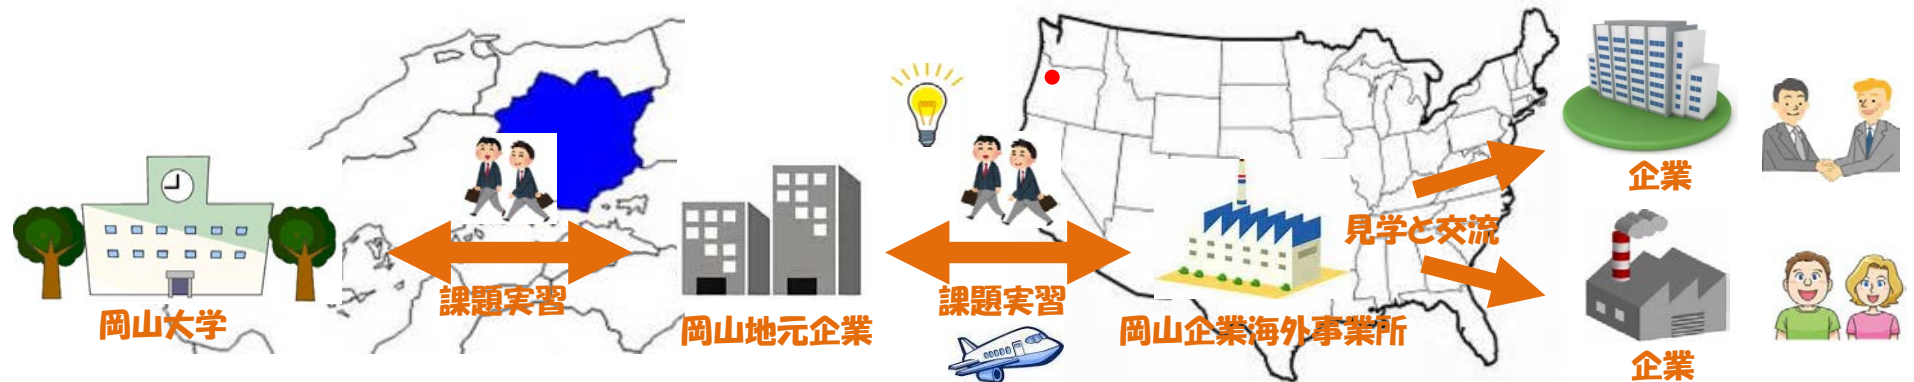 岡山大学
課題実習
岡山地元企業
課題実習
岡山企業海外事業所
見学と交流
企業
企業